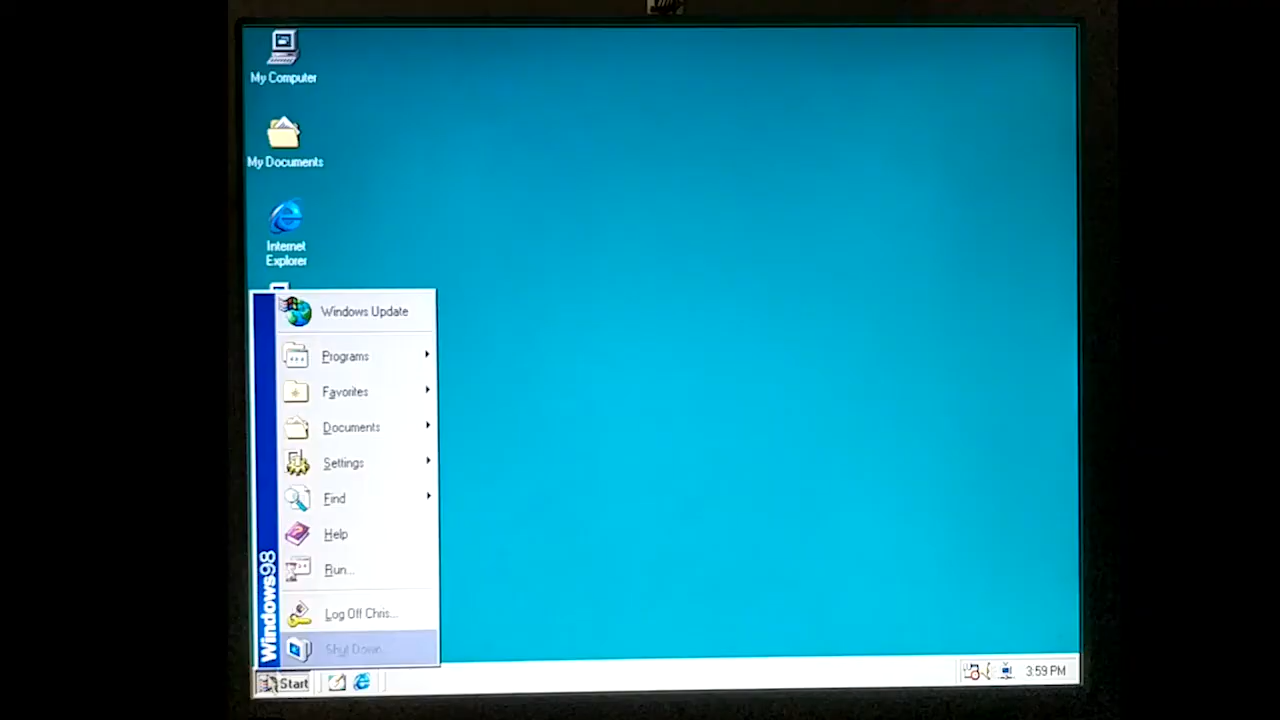 My Computer
My Documents
Internet
Explorer
Windows Update
Programs
Favorites
Documents
Settings
Find
Help
Run...
Log Off Chris...
Shut Down...
Windows98
Start
3:59 PM